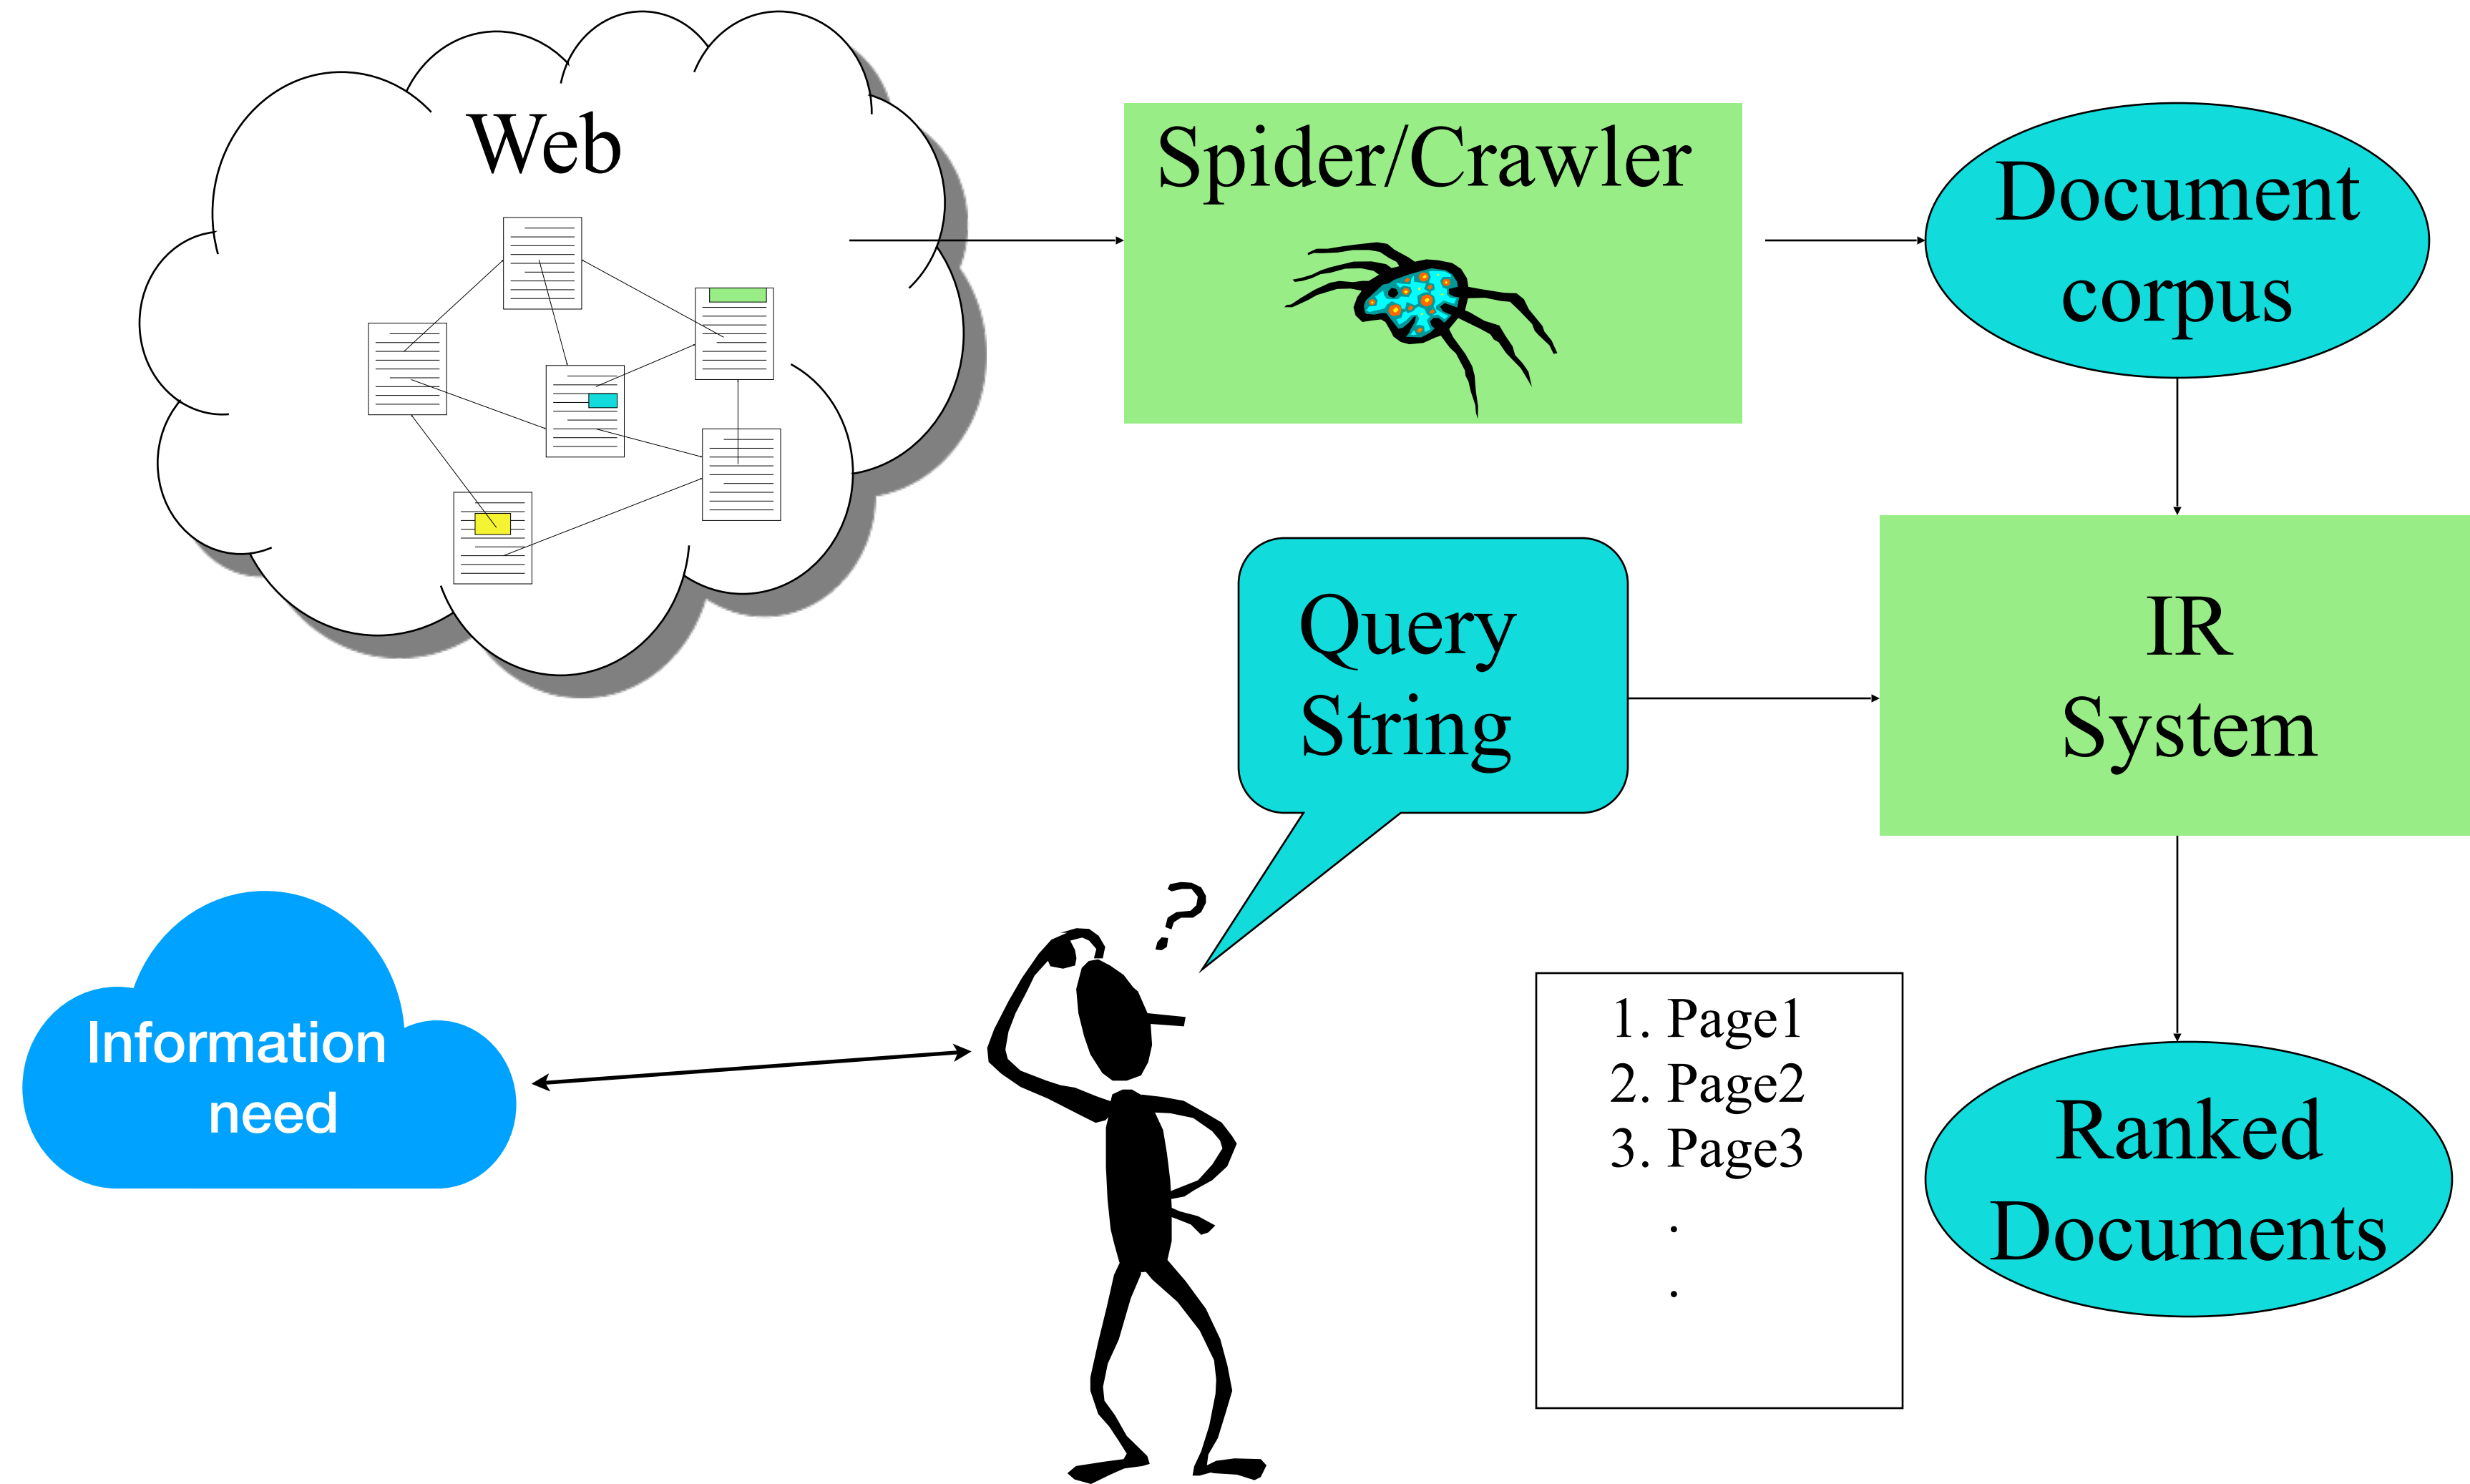 Web
Spider/Crawler
Document
corpus
Query
String
IR
System
Information
need
?
1. Page1
2. Page2
3. Page3
.
.
Ranked
Documents